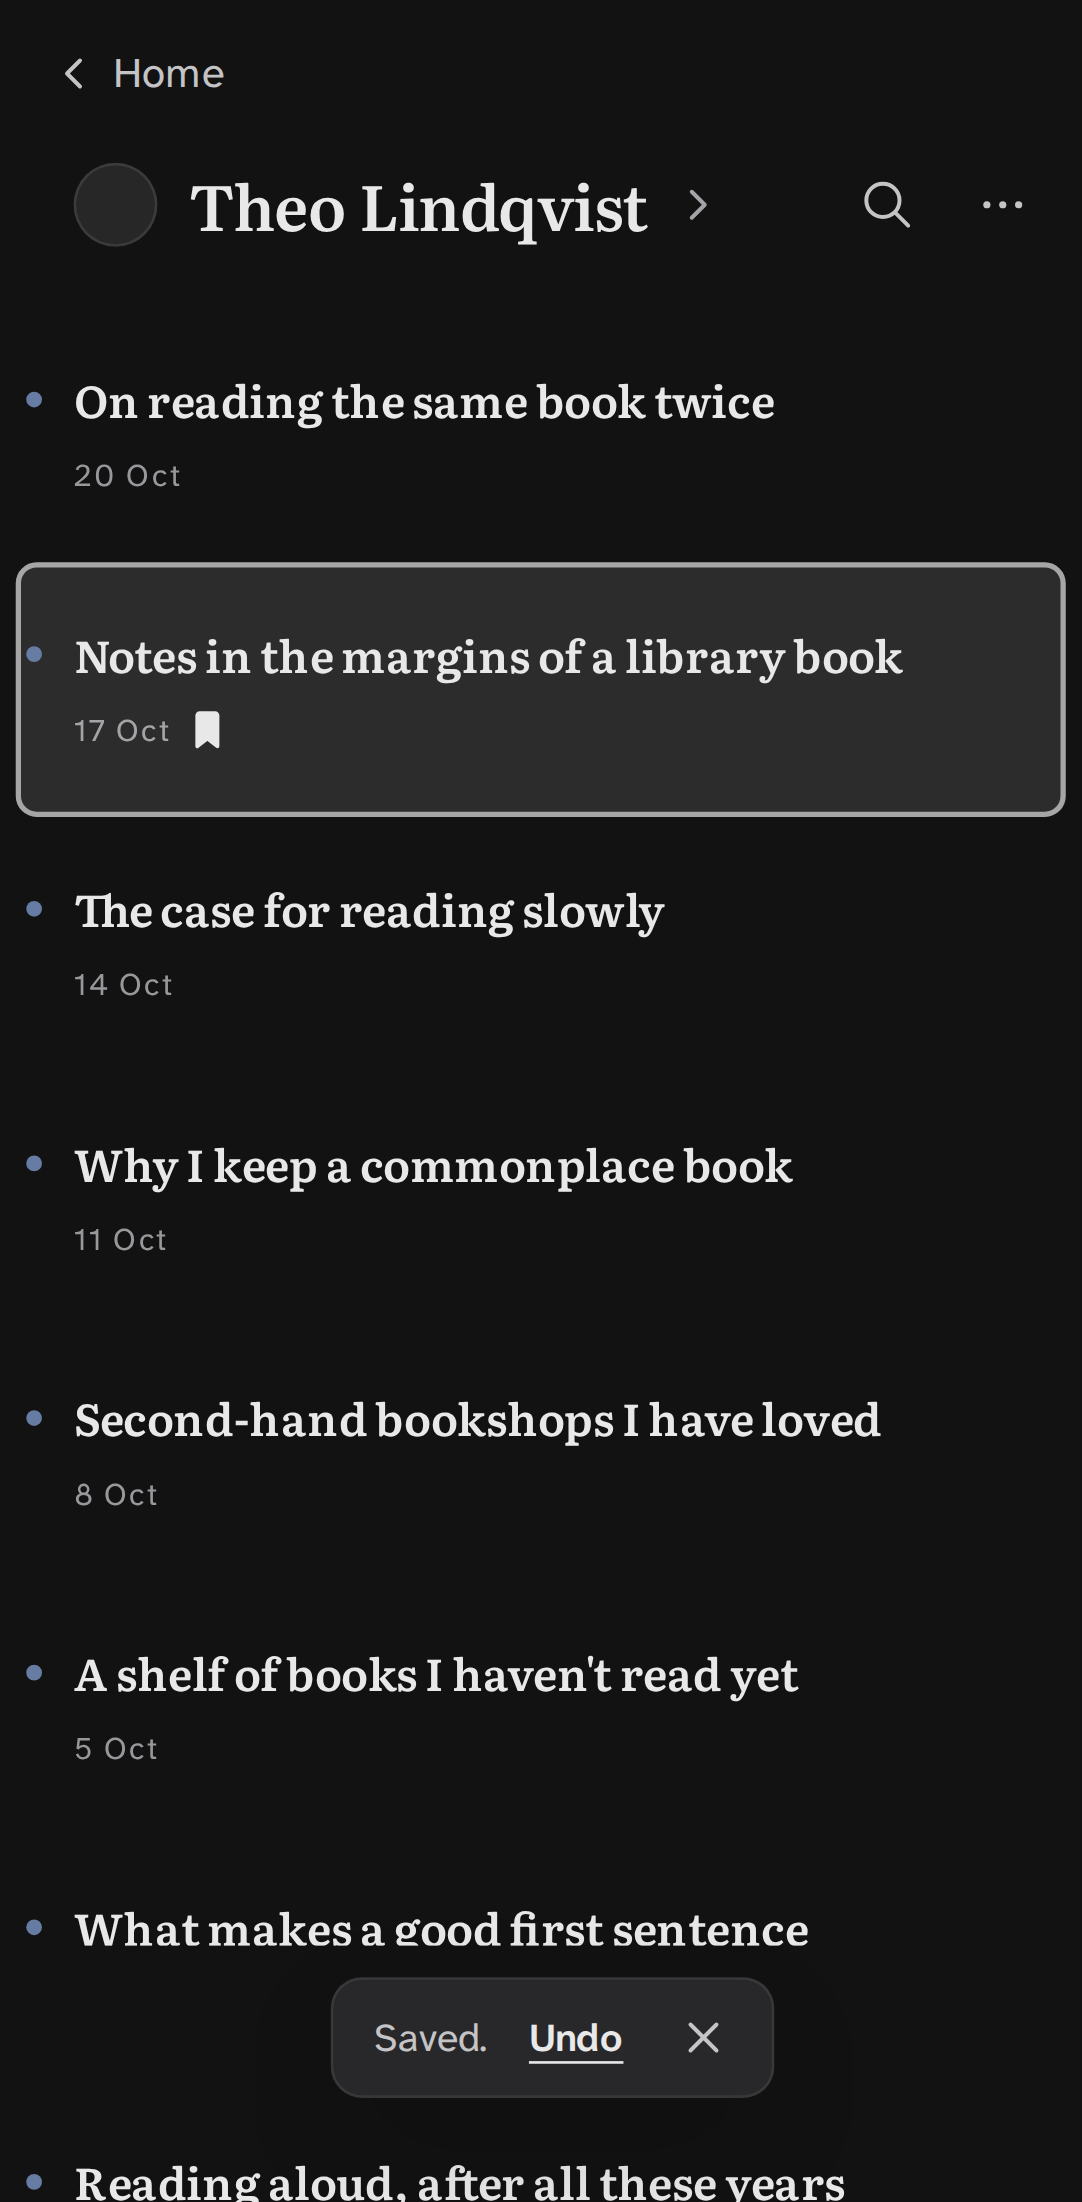 Home
Theo Lindqvist
On reading the same book twice
20 Oct
Notes in the margins of a library book
17 Oct
The case for reading slowly
14 Oct
Why I keep a commonplace book
11 Oct
Second-hand bookshops I have loved
8 Oct
A shelf of books I haven't read yet
5 Oct
What makes a good first sentence
Saved. Undo
Reading aloud, after all these years